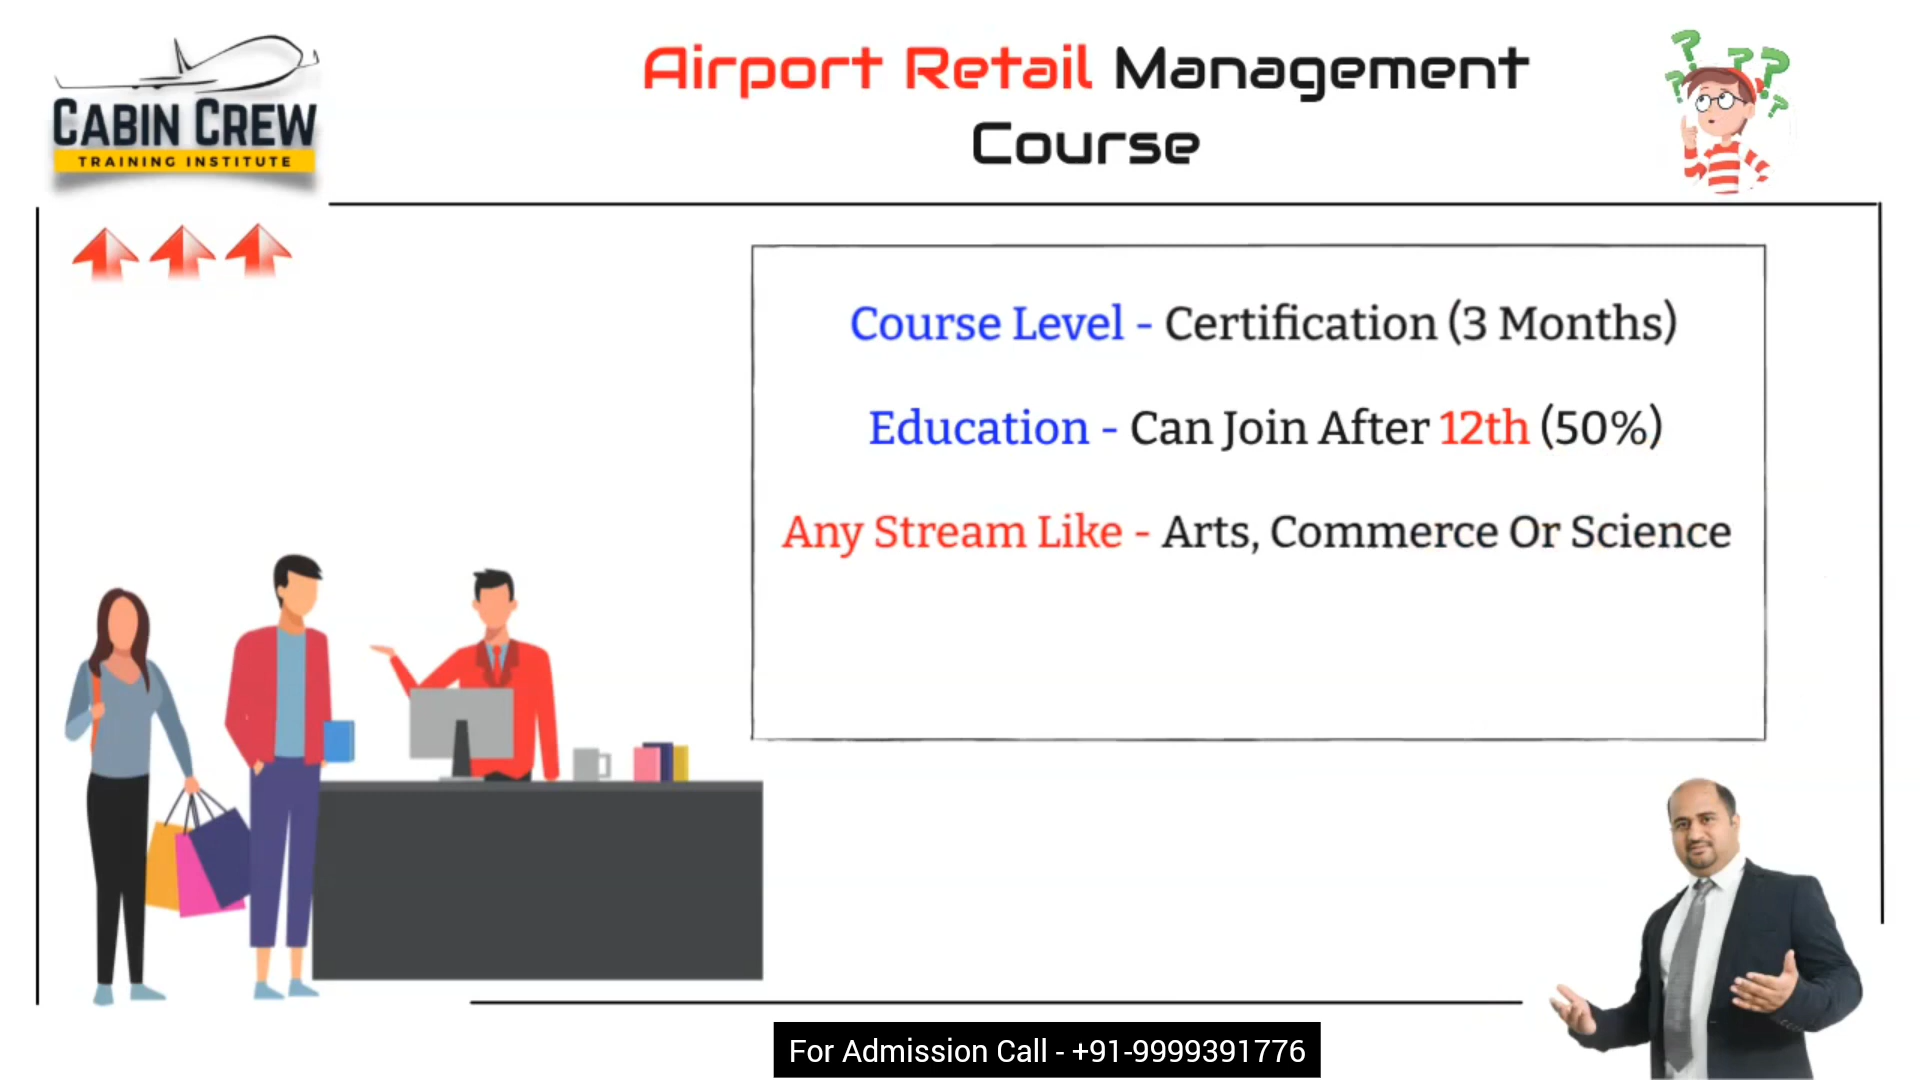 CABIN CREW
TRAINING INSTITUTE
Airport Retail Management
Course
? ? ? ? ?
Course Level - Certification (3 Months)
Education - Can Join After 12th (50%)
Any Stream Like - Arts, Commerce Or Science
For Admission Call - +91-9999391776